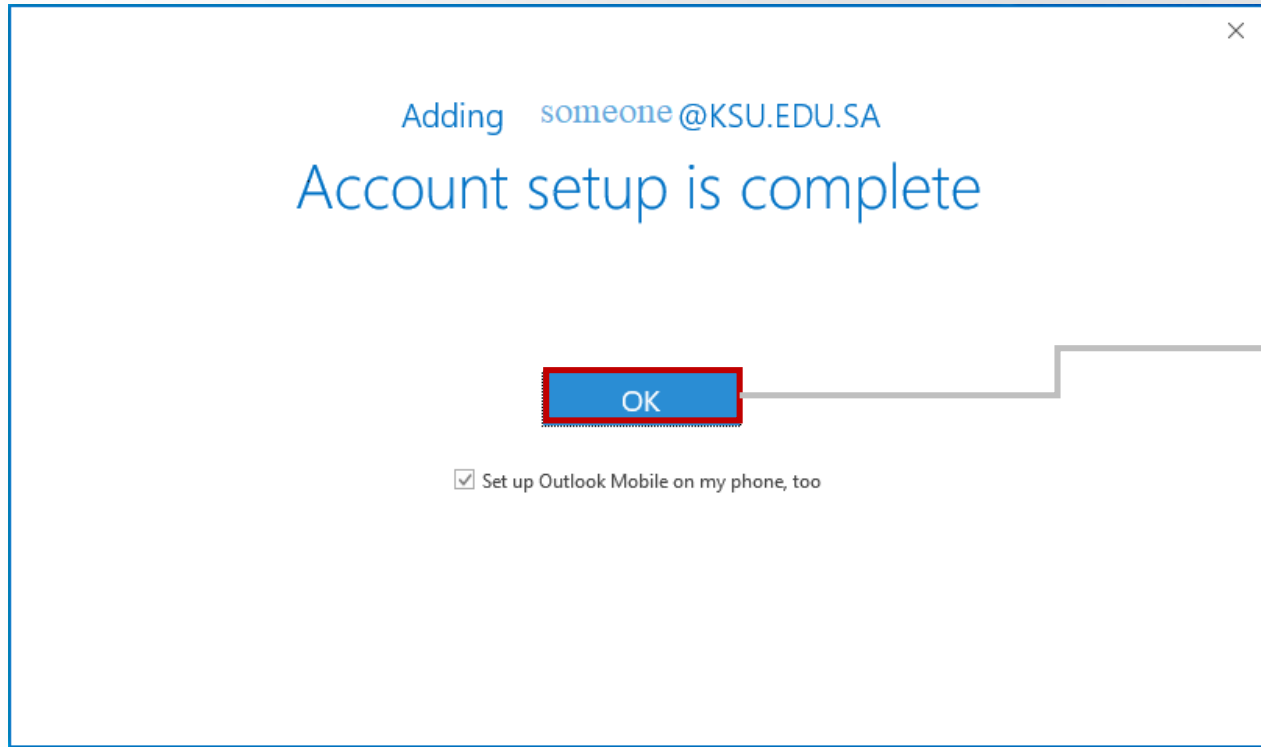 Adding someone@KSU.EDU.SA
Account setup is complete
OK
Set up Outlook Mobile on my phone, too